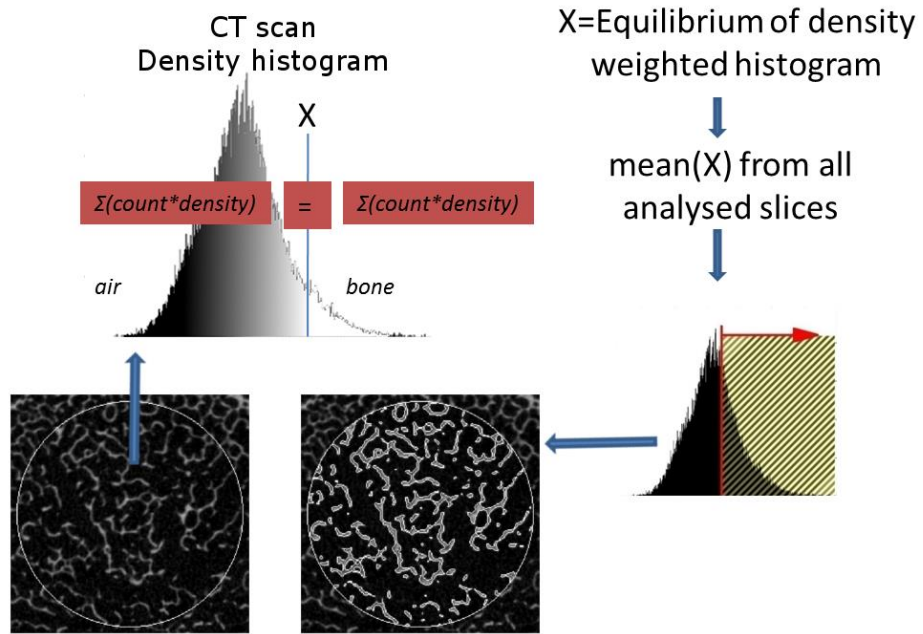 CT scan
Density histogram
X
Σ(count*density) = Σ(count*density)
air
bone
X=Equilibrium of density
weighted histogram
mean(X) from all
analysed slices